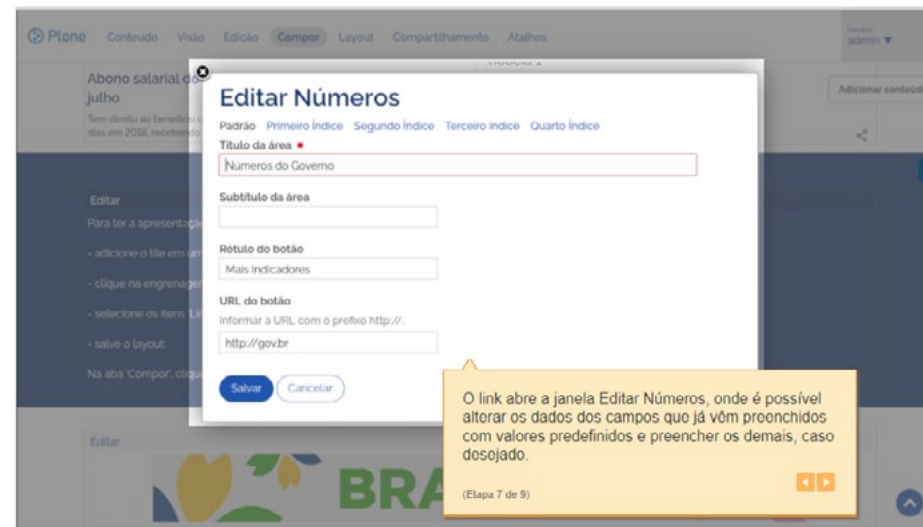 Plone Conteúdo Visão Edição Compor Layout Compartilhamento Atalhos
admin ▼
Abono salarial do
julho
Tem direito ao benefício
dias em 2018, recebendo
Adicionar conteúdo
Editar Números
Padrão Primeiro Índice Segundo Índice Terceiro índice Quarto Índice
Título da área
Números do Governo
Subtítulo da área
Rótulo do botão
Mais Indicadores
URL do botão
Informar a URL com o prefixo http://.
http://gov.br
Salvar Cancelar
Editar
Para ter a apresentação
- adicione o tile em um
- clique na engrenagem
- selecione os itens 'Lin
- salve o layout;
Na aba 'Compor', clique
O link abre a janela Editar Números, onde é possível
alterar os dados dos campos que já vêm preenchidos
com valores predefinidos e preencher os demais, caso
desejado.
(Etapa 7 de 9)
Editar
BRA